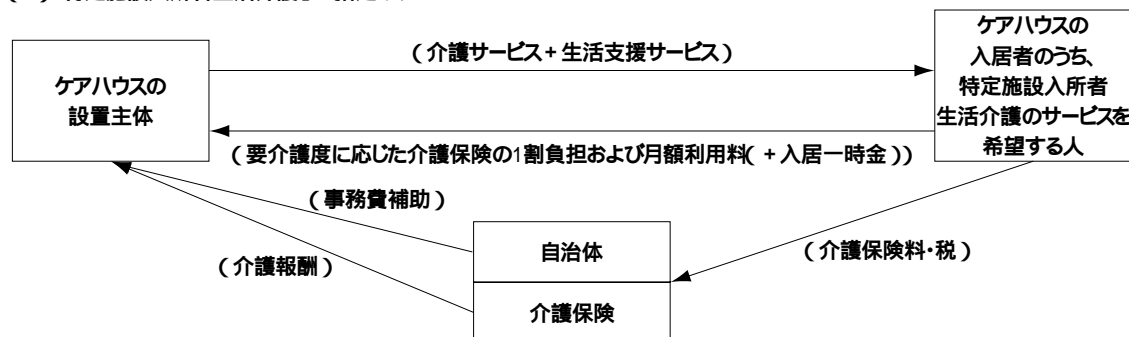 (介護サービス+生活支援サービス)
ケアハウスの
設置主体
ケアハウスの
入居者のうち、
特定施設入所者
生活介護のサービスを
希望する人
(要介護度に応じた介護保険の1割負担および月額利用料(+入居一時金))
(事務費補助)
(介護報酬)
自治体
介護保険
(介護保険料・税)